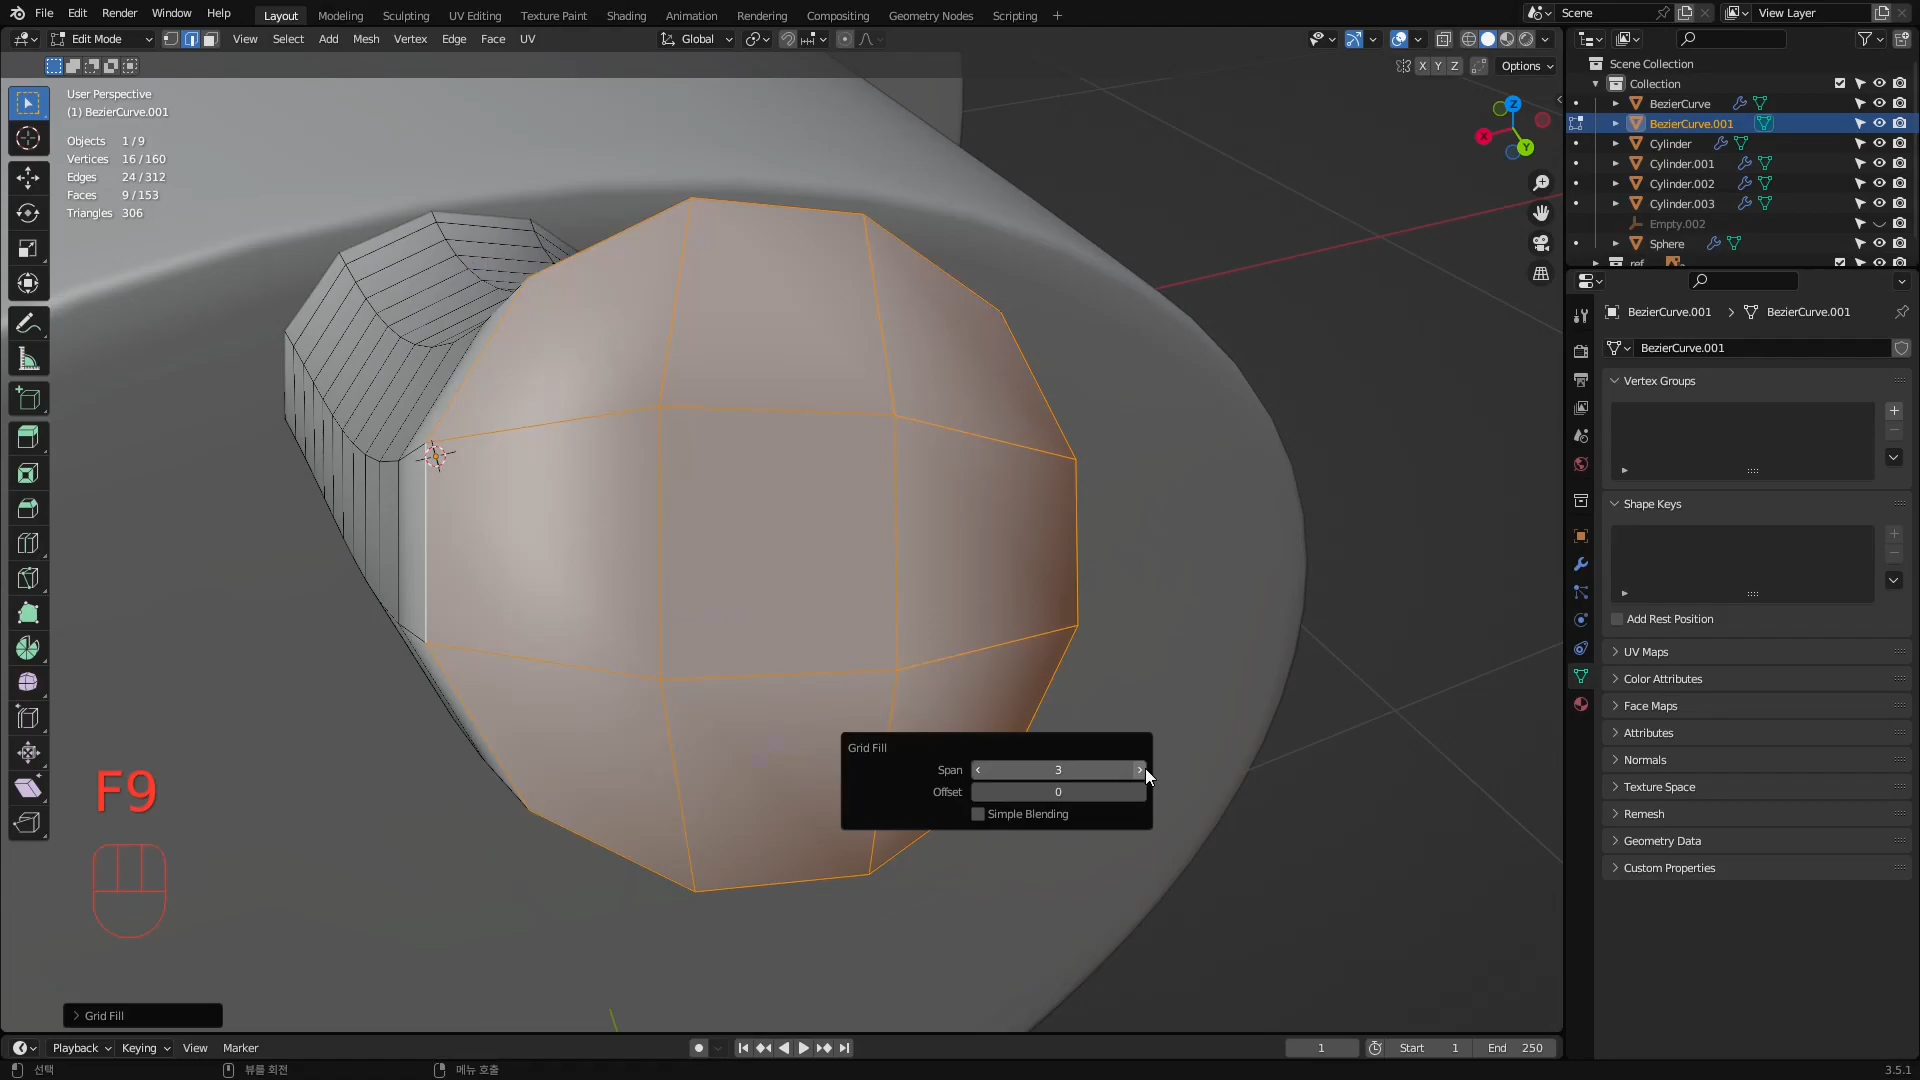 File Edit Render Window Help Layout Modeling Sculpting UV Editing Texture Paint Shading Animation Rendering Compositing Geometry Nodes Scripting + Scene View Layer
Edit Mode View Select Add Mesh Vertex Edge Face UV Global
X Y Z Options
User Perspective
(1) BezierCurve.001
Objects 1/9
Vertices 16/160
Edges 24/312
Faces 9/153
Triangles 306
Z
X
Y
F9
Grid Fill
Span 3
Offset 0
Simple Blending
Grid Fill
Scene Collection
Collection
BezierCurve
BezierCurve.001
Cylinder
Cylinder.001
Cylinder.002
Cylinder.003
Empty.002
Sphere
ref
BezierCurve.001 BezierCurve.001
BezierCurve.001
Vertex Groups
Shape Keys
Add Rest Position
UV Maps
Color Attributes
Face Maps
Attributes
Normals
Texture Space
Remesh
Geometry Data
Custom Properties
Playback Keying View Marker 1 Start 1 End 250
선택 뷰를 회전 메뉴 호출 3.5.1